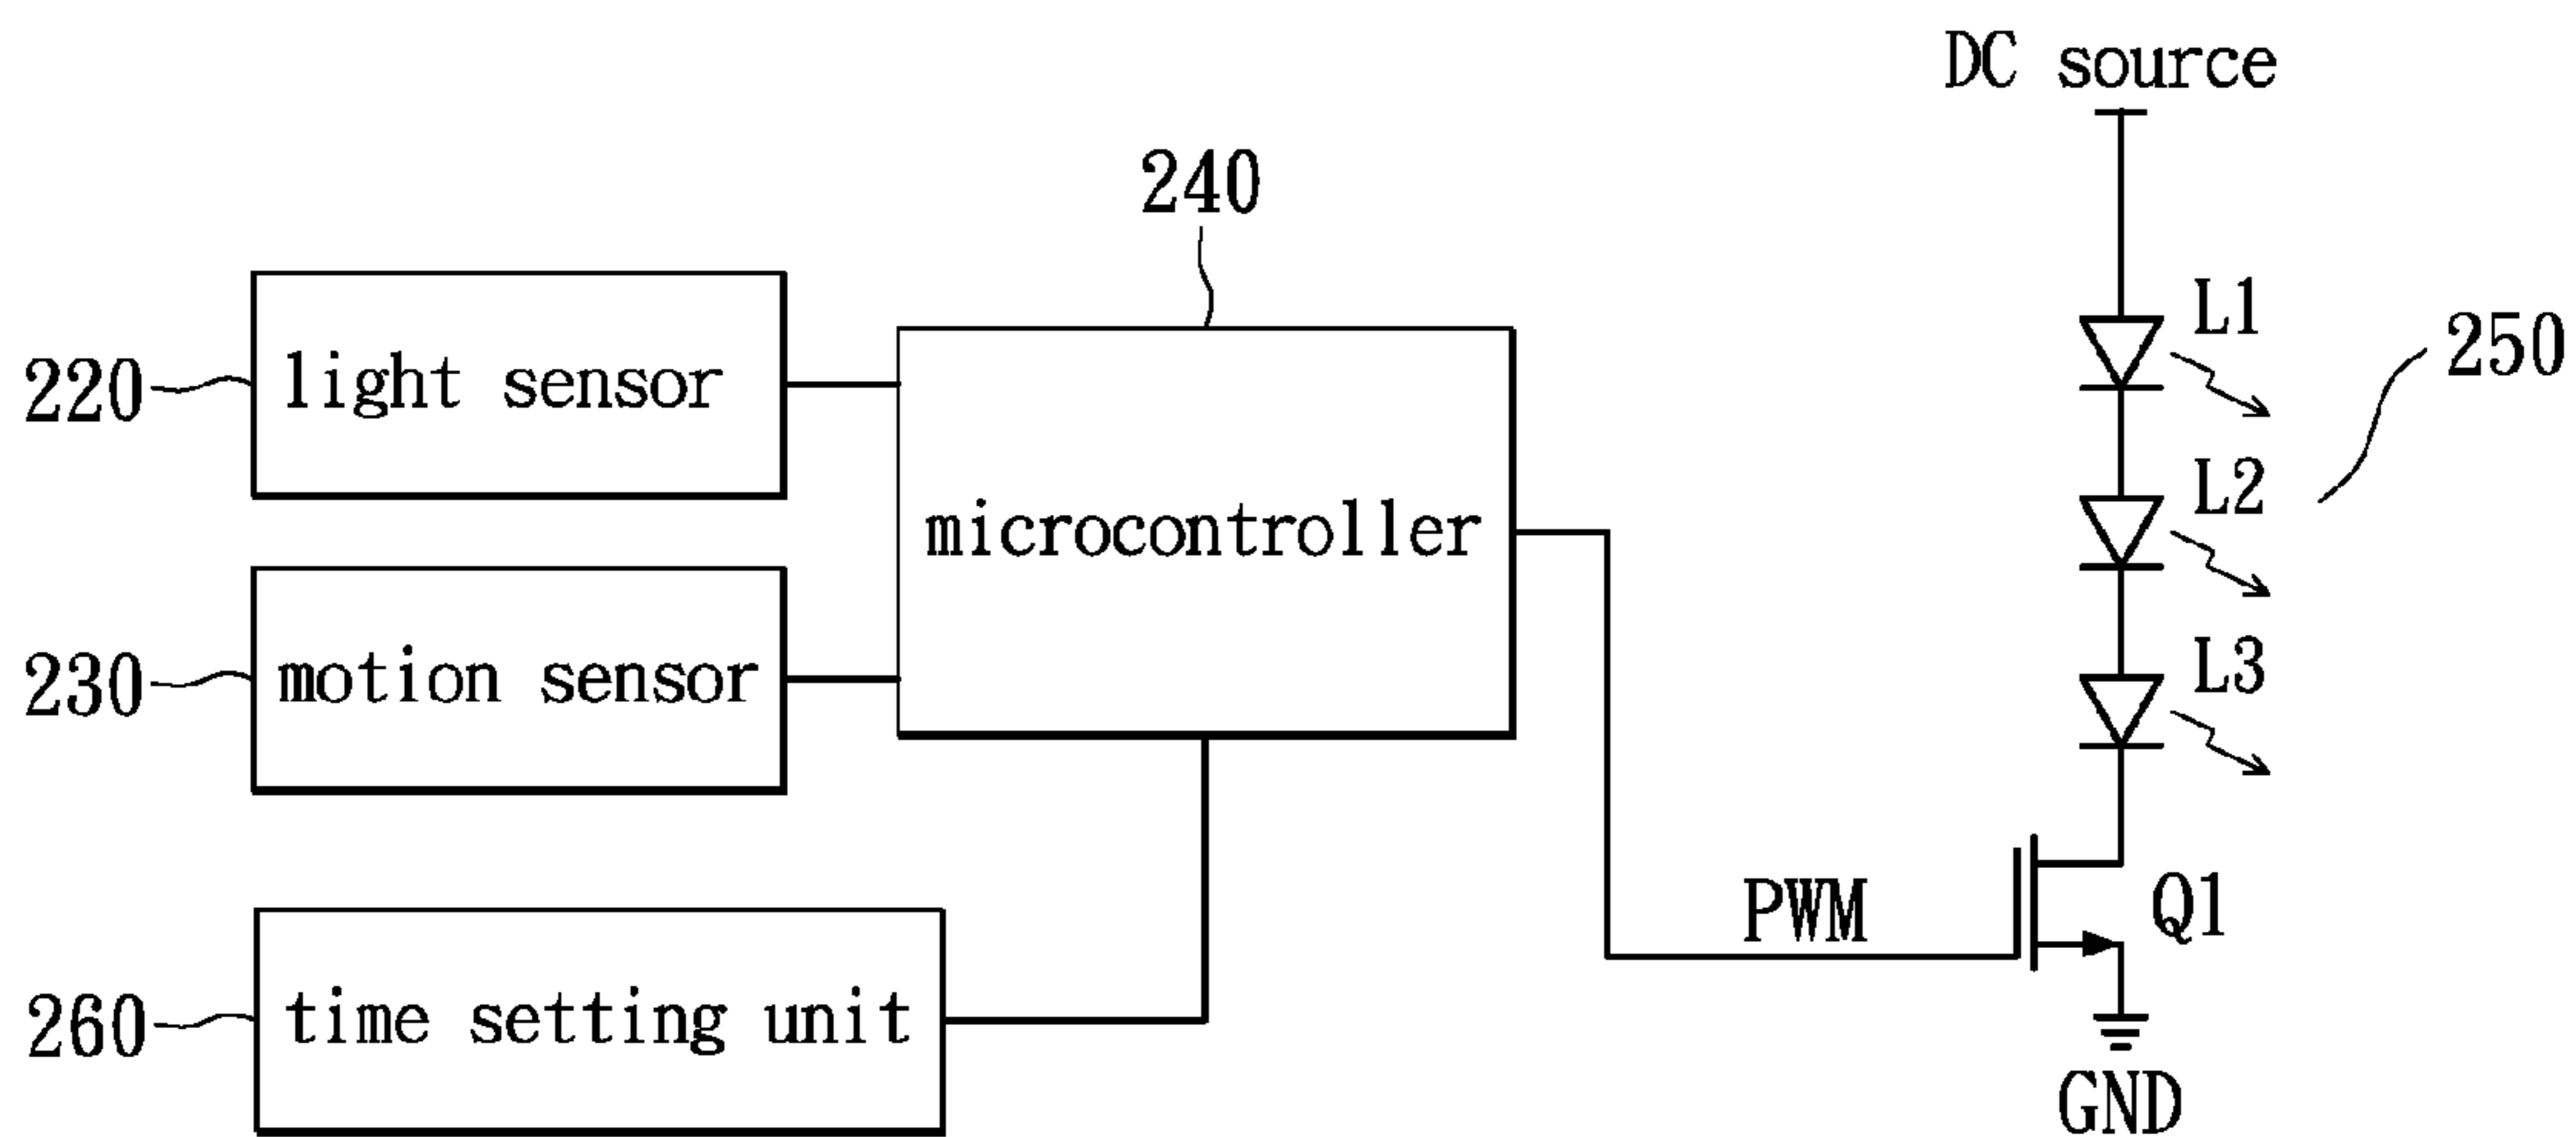 DC source
240
L1
250
220
light sensor
microcontroller
L2
230
motion sensor
L3
PWM
Q1
260
time setting unit
GND